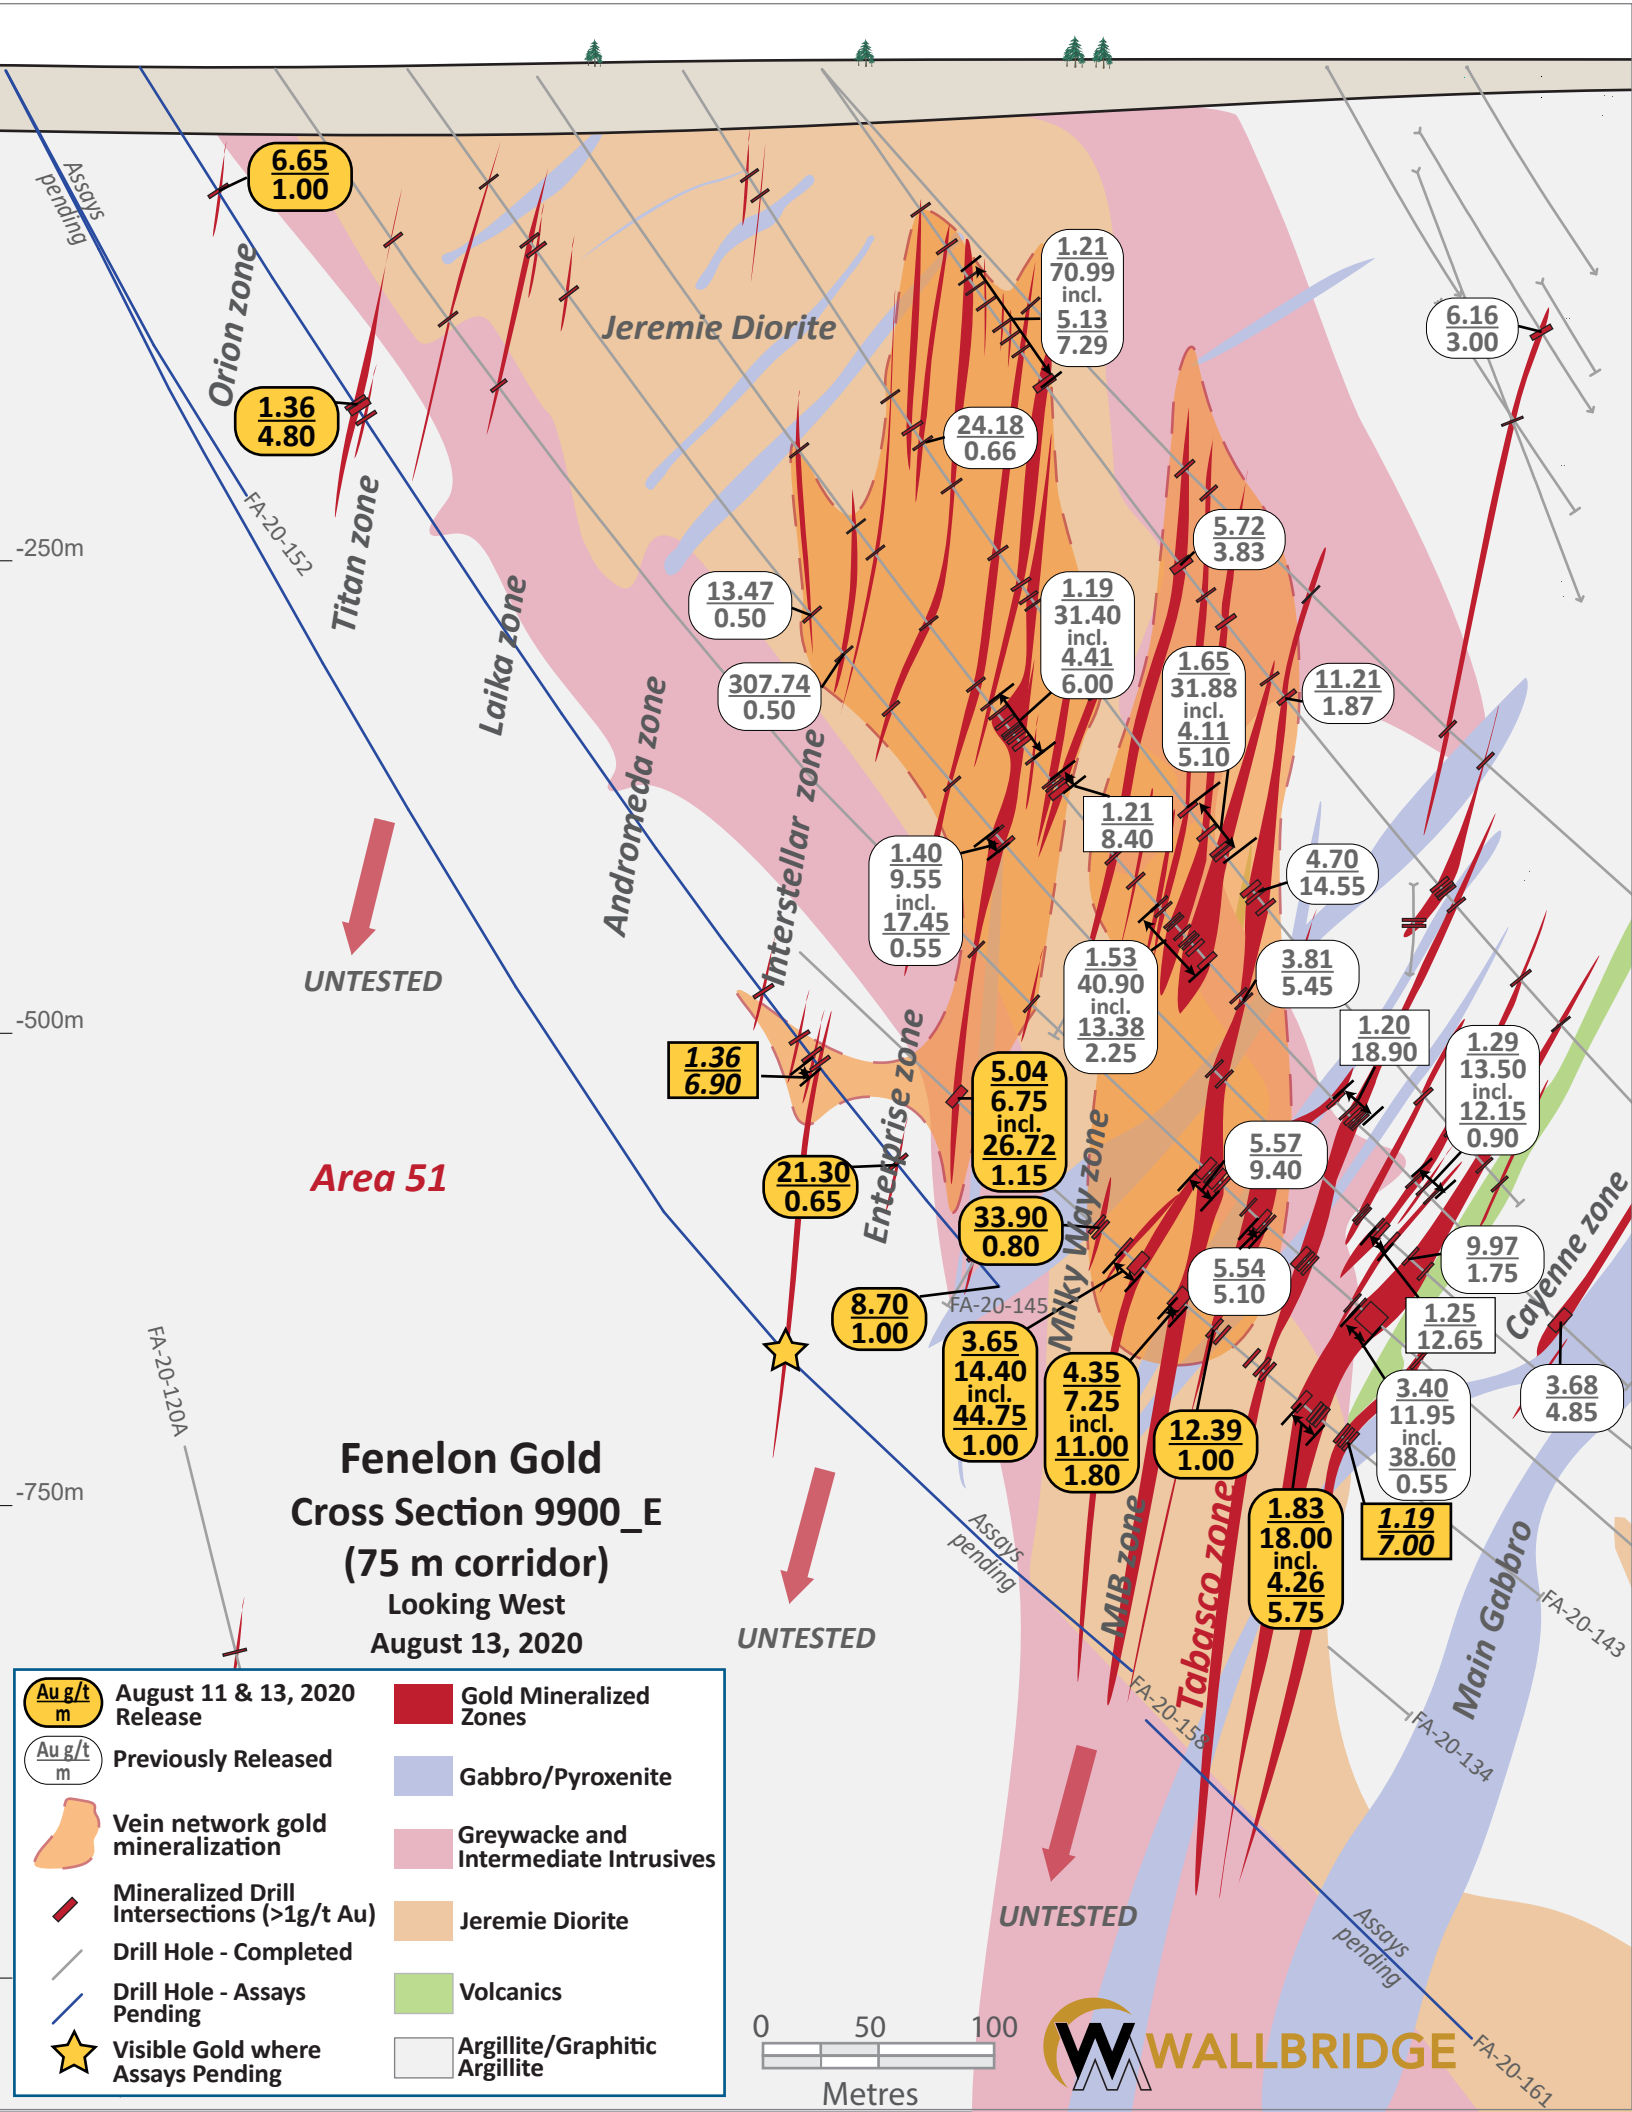 Assays
pending
6.65
1.00
Orion zone
1.36
4.80
Jeremie Diorite
1.21
70.99
incl.
5.13
7.29
6.16
3.00
24.18
0.66
FA-20-152
-250m
Titan zone
Laika zone
5.72
3.83
13.47
0.50
1.19
31.40
incl.
4.41
6.00
307.74
0.50
1.65
31.88
incl.
4.11
5.10
11.21
1.87
Andromeda zone
Interstellar zone
1.21
8.40
1.40
9.55
incl.
17.45
0.55
4.70
14.55
UNTESTED
1.53
40.90
incl.
13.38
2.25
3.81
5.45
-500m
1.20
18.90
1.29
13.50
incl.
12.15
0.90
1.36
6.90
Enterprise zone
5.04
6.75
incl.
26.72
1.15
Area 51
21.30
0.65
33.90
0.80
Milky Way zone
5.57
9.40
5.54
5.10
9.97
1.75
Cayenne zone
8.70
1.00
FA-20-145
1.25
12.65
3.65
14.40
incl.
44.75
1.00
4.35
7.25
incl.
11.00
1.80
12.39
1.00
3.40
11.95
incl.
38.60
0.55
3.68
4.85
FA-20-120A
-750m
Fenelon Gold
Cross Section 9900_E
(75 m corridor)
Looking West
August 13, 2020
Assays
pending
MIB zone
Tabasco zone
1.83
18.00
incl.
4.26
5.75
1.19
7.00
Main Gabbro
FA-20-143
UNTESTED
FA-20-158
FA-20-134
UNTESTED
Assays
pending
FA-20-161
Au g/t
m
August 11 & 13, 2020
Release
Au g/t
m
Previously Released
Vein network gold
mineralization
Mineralized Drill
Intersections (>1g/t Au)
Drill Hole - Completed
Drill Hole - Assays
Pending
Visible Gold where
Assays Pending
Gold Mineralized
Zones
Gabbro/Pyroxenite
Greywacke and
Intermediate Intrusives
Jeremie Diorite
Volcanics
Argillite/Graphitic
Argillite
0 50 100
Metres
WALLBRIDGE